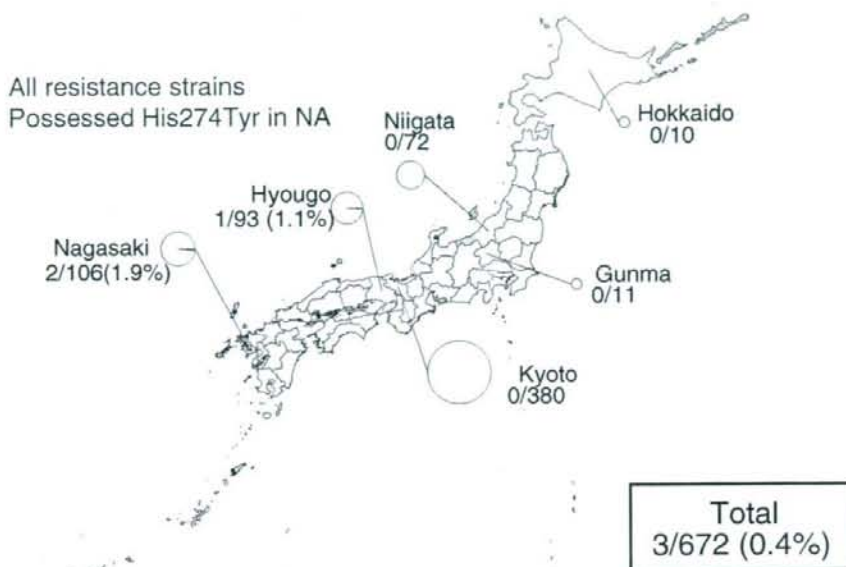 All resistance strains
Possessed His274Tyr in NA
Niigata
0/72
Hokkaido
0/10
Hyougo
1/93 (1.1%)
Nagasaki
2/106(1.9%)
Gunma
0/11
Kyoto
0/380
Total
3/672 (0.4%)